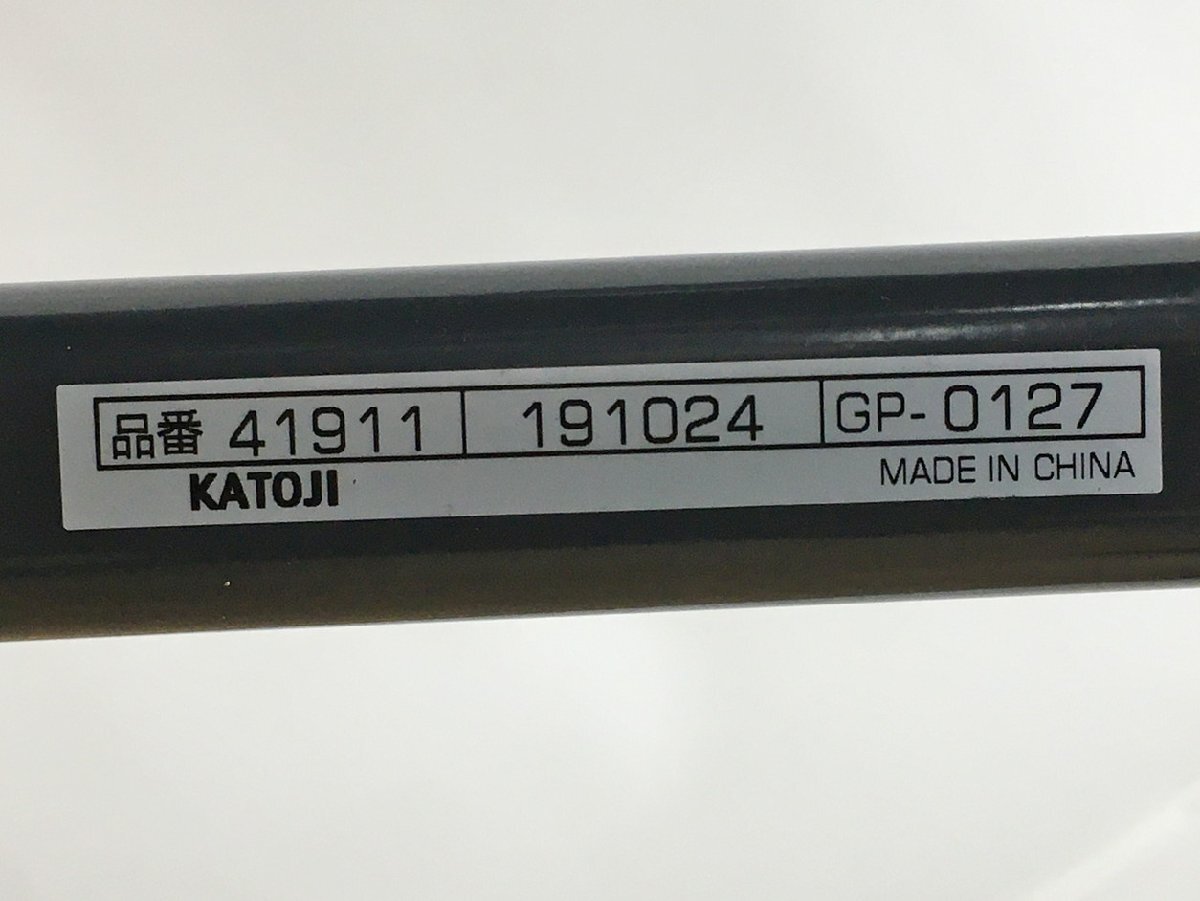 品番 41911 191024 GP-0127
KATOJI MADE IN CHINA